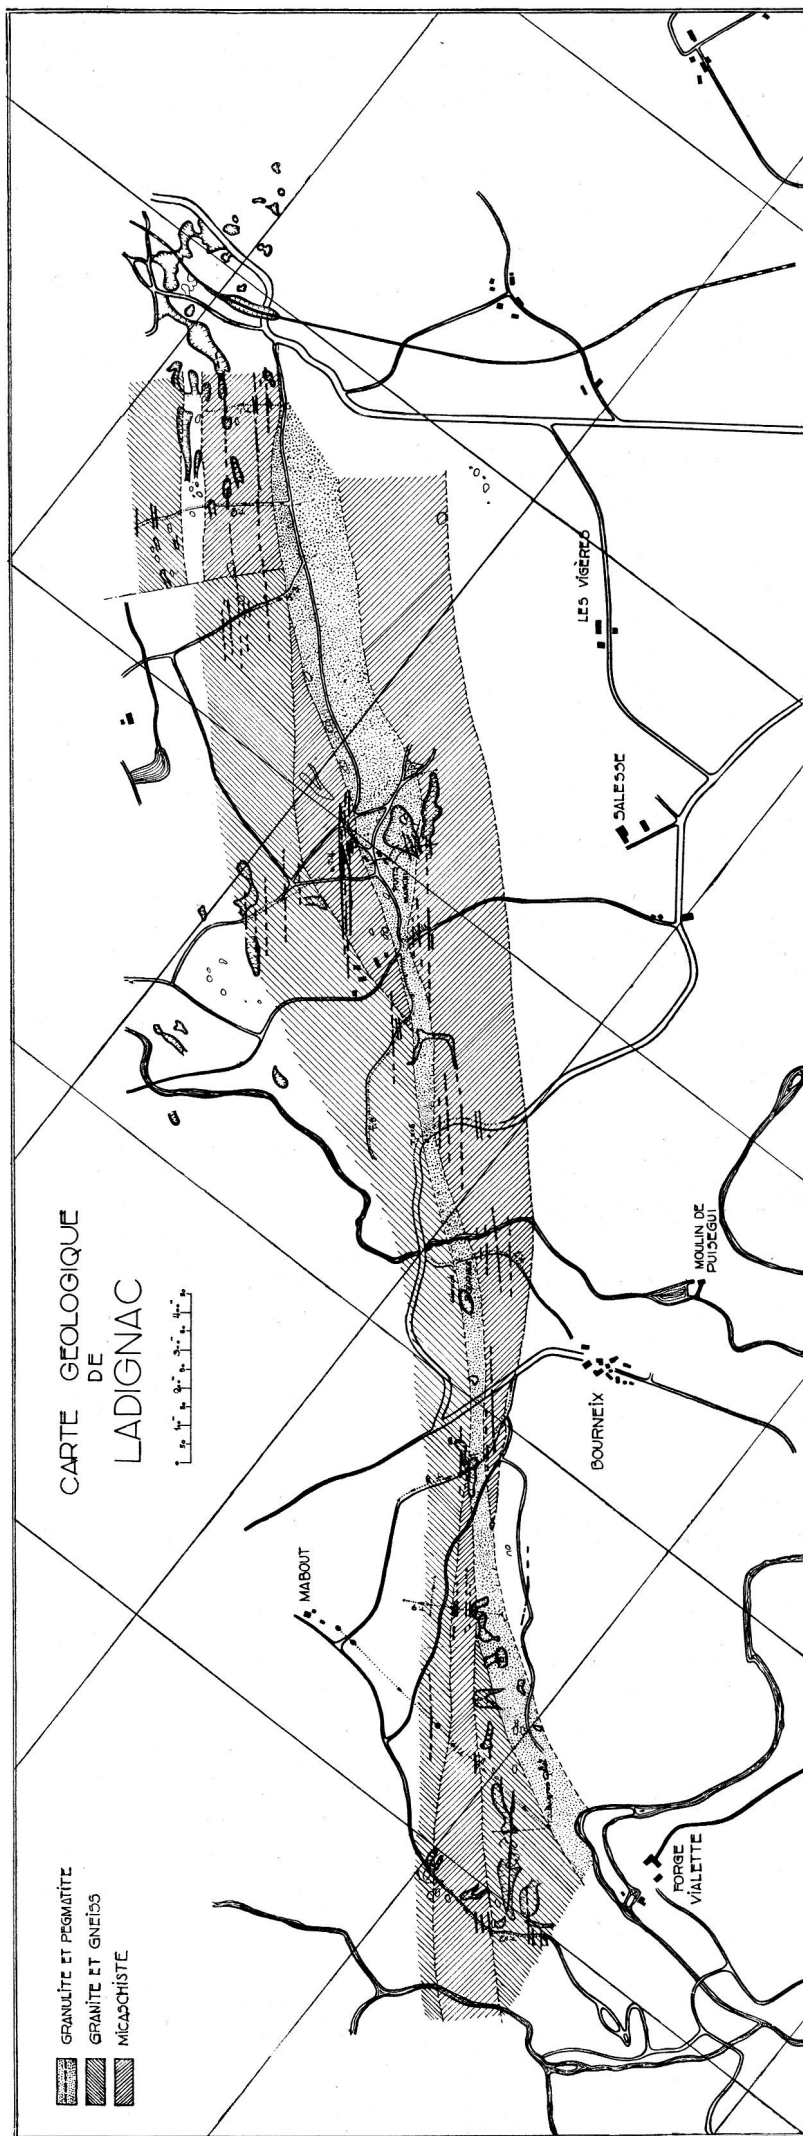 CARTE GÉOLOGIQUE
DE
LADIGNAC
GRANULITE ET PEGMATITE
GRANITE ET GNEISS
MICASCHISTE
MABOUT
FORGE
VIALETTE
BOURNEIX
MOULIN DE
PUISEGUI
SALESSE
LES VIGÈRES